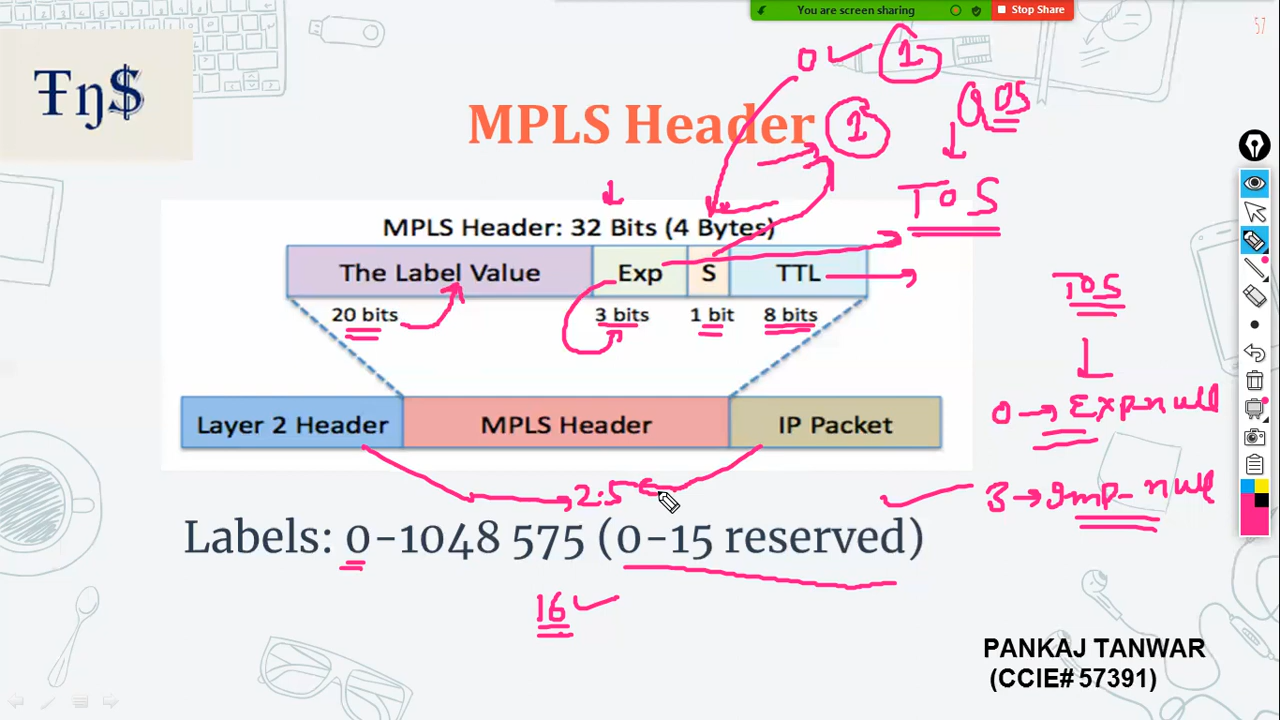 You are screen sharing
Stop Share
57
Ŧŋ$
0 1
MPLS Header
1
QOS
TOS
MPLS Header: 32 Bits (4 Bytes)
The Label Value Exp S TTL
20 bits 3 bits 1 bit 8 bits
TOS
0 → Expnull
Layer 2 Header MPLS Header IP Packet
2.5
3 → Imp-null
Labels: 0-1048 575 (0-15 reserved)
16
PANKAJ TANWAR
(CCIE# 57391)